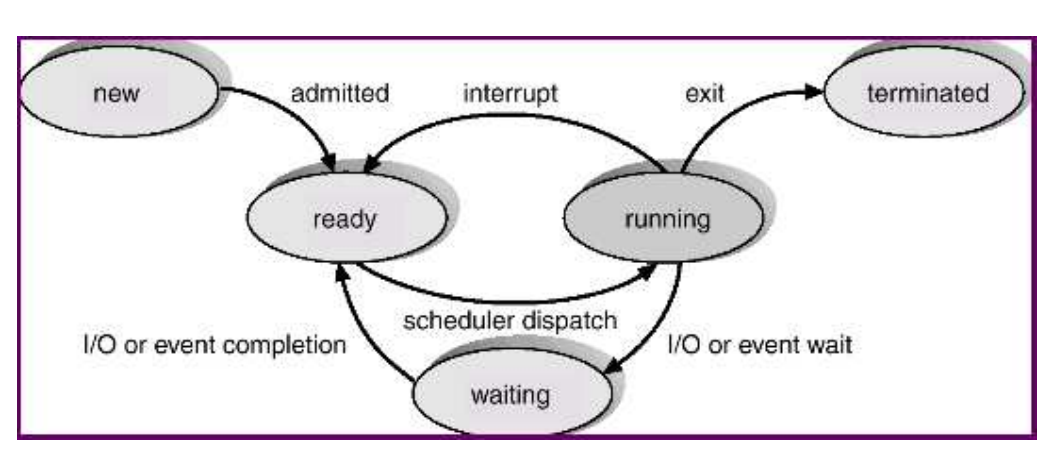 new
admitted
interrupt
exit
terminated
ready
running
scheduler dispatch
I/O or event completion
I/O or event wait
waiting